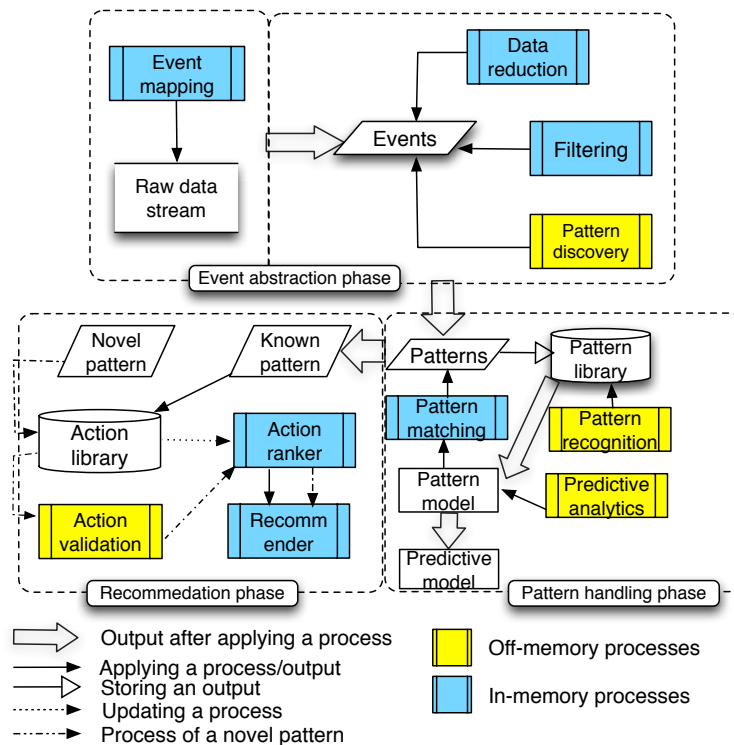 Event
mapping
Raw data
stream
Data
reduction
Events
Filtering
Pattern
discovery
Event abstraction phase
Novel
pattern
Known
pattern
Action
library
Action
ranker
Action
validation
Recomm
ender
Recommedation phase
Patterns
Pattern
library
Pattern
matching
Pattern
recognition
Pattern
model
Predictive
analytics
Predictive
model
Pattern handling phase
Output after applying a process
Applying a process/output
Storing an output
Updating a process
Process of a novel pattern
Off-memory processes
In-memory processes